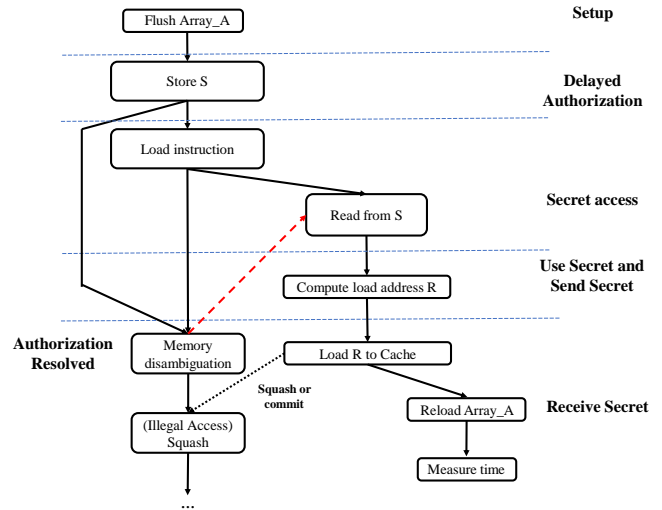 Flush Array_A
Setup
Store S
Delayed
Authorization
Load instruction
Read from S
Secret access
Use Secret and
Send Secret
Compute load address R
Authorization
Resolved
Memory
disambiguation
Load R to Cache
Squash or
commit
(Illegal Access)
Squash
Reload Array_A
Receive Secret
Measure time
...